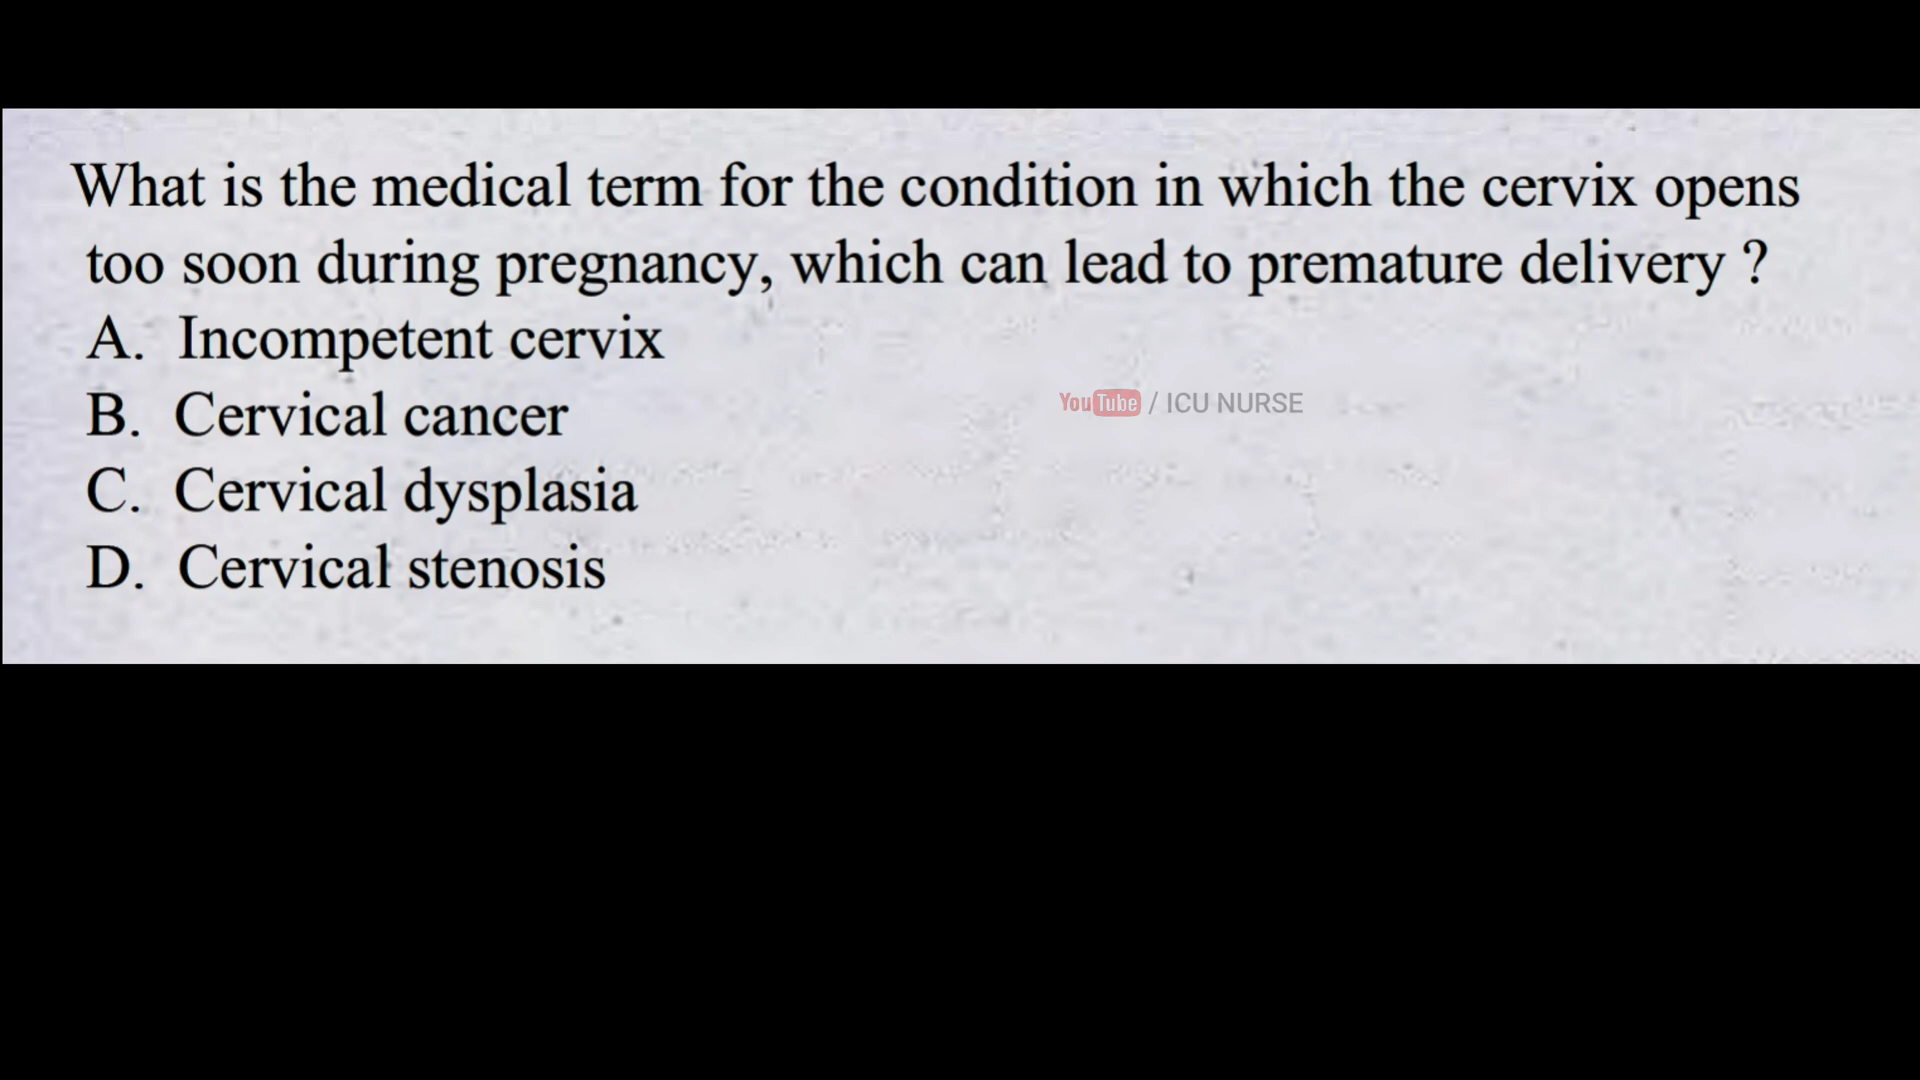 What is the medical term for the condition in which the cervix opens
too soon during pregnancy, which can lead to premature delivery ?
A. Incompetent cervix
B. Cervical cancer
YouTube / ICU NURSE
C. Cervical dysplasia
D. Cervical stenosis